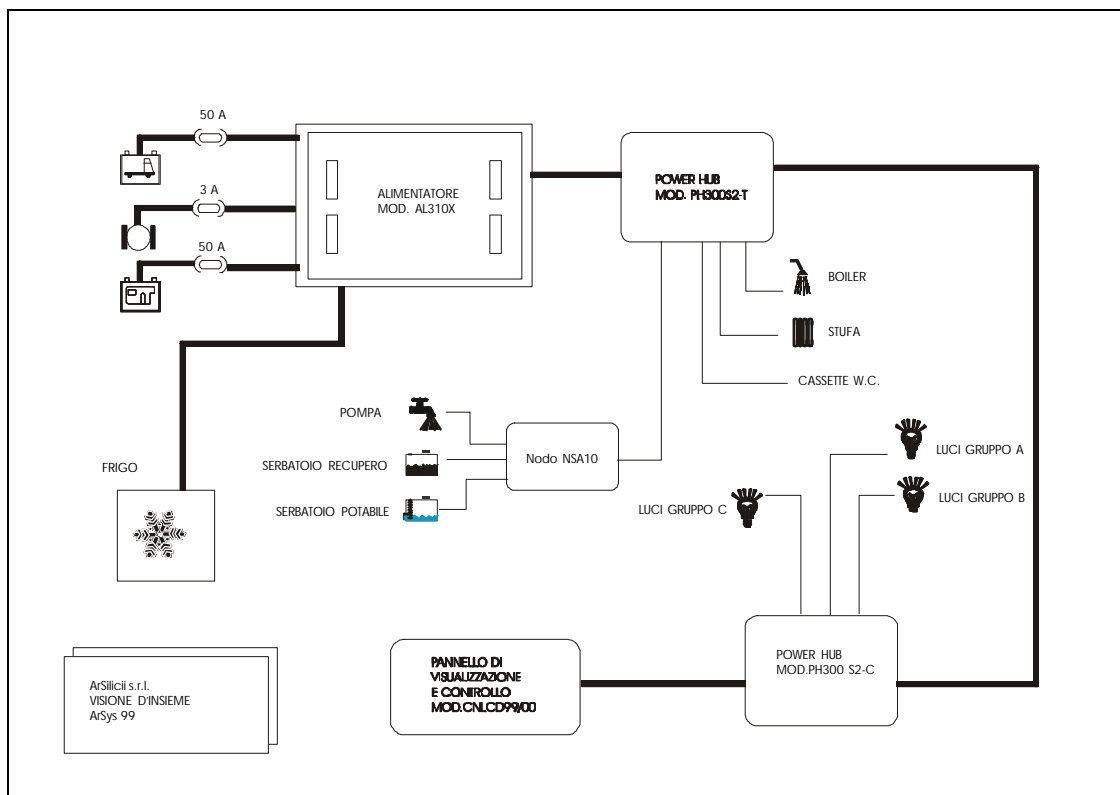 50 A
3 A
50 A
ALIMENTATORE
MOD. AL310X
POWER HUB
MOD. PH300S2-T
BOILER
STUFA
CASSETTE W.C.
POMPA
SERBATOIO RECUPERO
SERBATOIO POTABILE
Nodo NSA10
FRIGO
LUCI GRUPPO A
LUCI GRUPPO B
LUCI GRUPPO C
POWER HUB
MOD.PH300 S2-C
PANNELLO DI
VISUALIZZAZIONE
E CONTROLLO
MOD.CNLCD99/00
ArSilicii s.r.l.
VISIONE D'INSIEME
ArSys 99